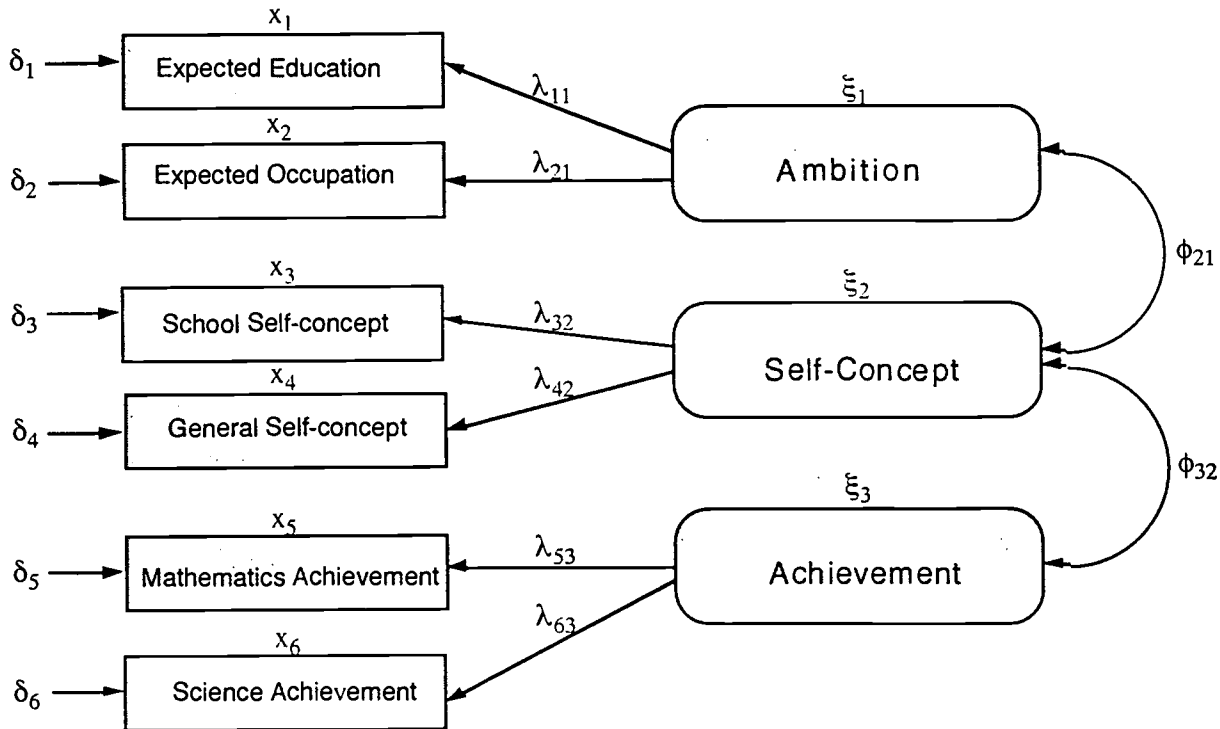 x₁
δ₁
Expected Education
λ₁₁
ξ₁
x₂
Ambition
δ₂
Expected Occupation
λ₂₁
ϕ₂₁
x₃
δ₃
School Self-concept
λ₃₂
ξ₂
x₄
λ₄₂
Self-Concept
δ₄
General Self-concept
ϕ₃₂
x₅
ξ₃
δ₅
Mathematics Achievement
λ₅₃
Achievement
x₆
λ₆₃
δ₆
Science Achievement